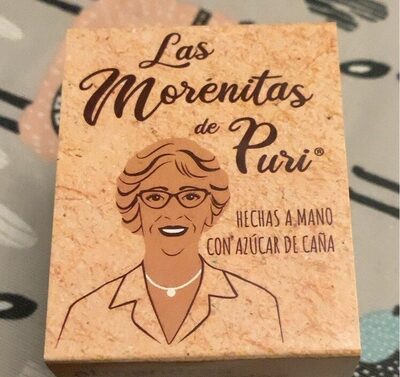 Las
Morénitas
de
Puri®
HECHAS A MANO
CON AZÚCAR DE CAÑA